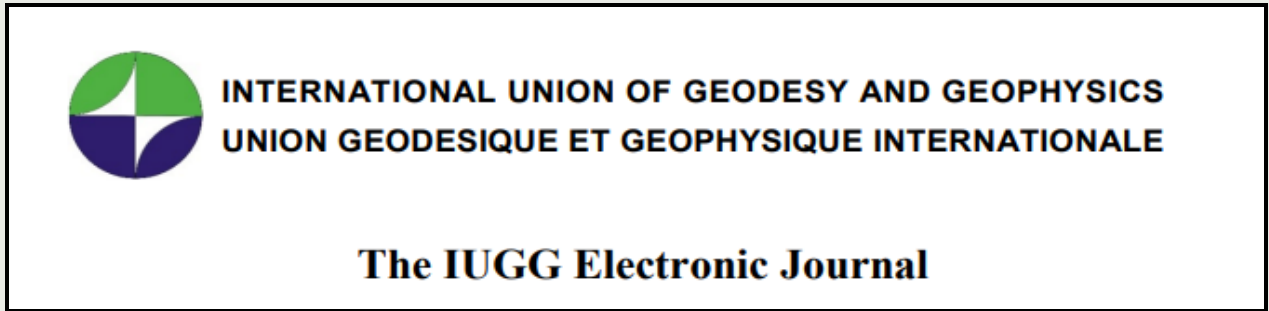 INTERNATIONAL UNION OF GEODESY AND GEOPHYSICS
UNION GEODESIQUE ET GEOPHYSIQUE INTERNATIONALE
The IUGG Electronic Journal